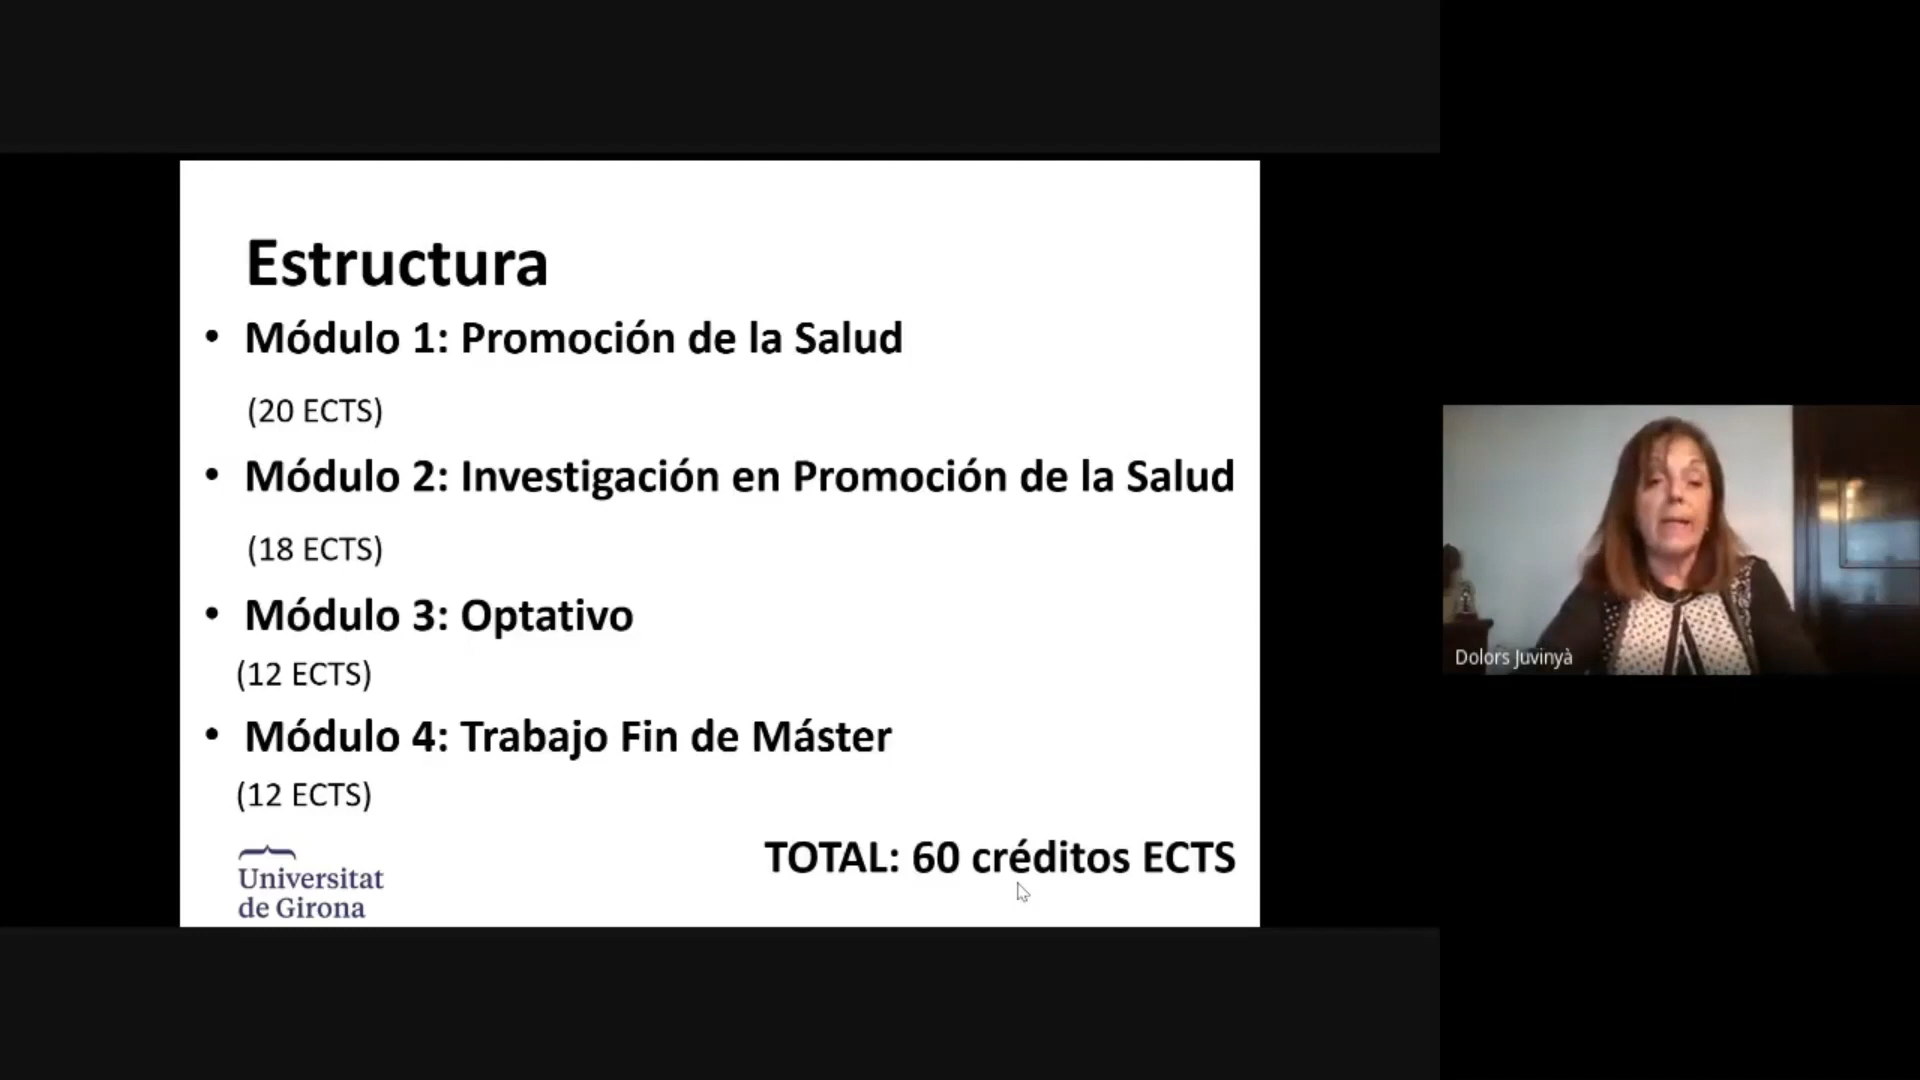 Estructura
• Módulo 1: Promoción de la Salud
(20 ECTS)
• Módulo 2: Investigación en Promoción de la Salud
(18 ECTS)
• Módulo 3: Optativo
(12 ECTS)
• Módulo 4: Trabajo Fin de Máster
(12 ECTS)
TOTAL: 60 créditos ECTS
Universitat
de Girona
Dolors Juvinyà